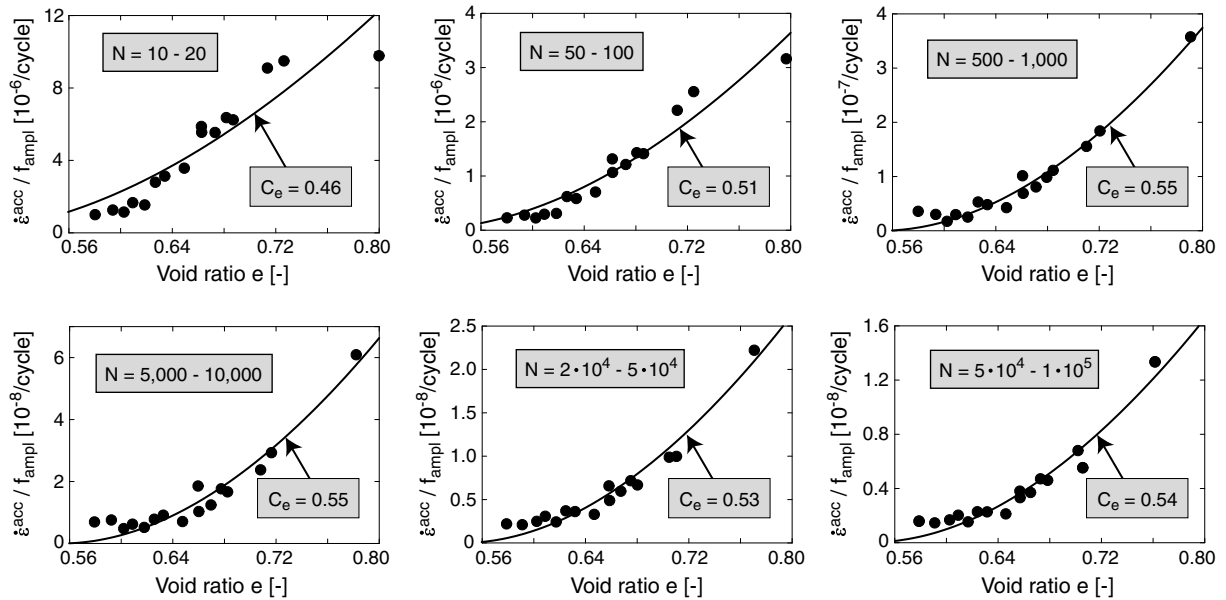 12
8
4
0
0.56 0.64 0.72 0.80
N = 10 - 20
C_e = 0.46
ε̇^acc / f_ampl [10^-6/cycle]
Void ratio e [-]
4
3
2
1
0
0.56 0.64 0.72 0.80
N = 50 - 100
C_e = 0.51
ε̇^acc / f_ampl [10^-6/cycle]
Void ratio e [-]
4
3
2
1
0
0.56 0.64 0.72 0.80
N = 500 - 1,000
C_e = 0.55
ε̇^acc / f_ampl [10^-7/cycle]
Void ratio e [-]
6
4
2
0
0.56 0.64 0.72 0.80
N = 5,000 - 10,000
C_e = 0.55
ε̇^acc / f_ampl [10^-8/cycle]
Void ratio e [-]
2.5
2.0
1.5
1.0
0.5
0
0.56 0.64 0.72 0.80
N = 2·10^4 - 5·10^4
C_e = 0.53
ε̇^acc / f_ampl [10^-8/cycle]
Void ratio e [-]
1.6
1.2
0.8
0.4
0
0.56 0.64 0.72 0.80
N = 5·10^4 - 1·10^5
C_e = 0.54
ε̇^acc / f_ampl [10^-8/cycle]
Void ratio e [-]